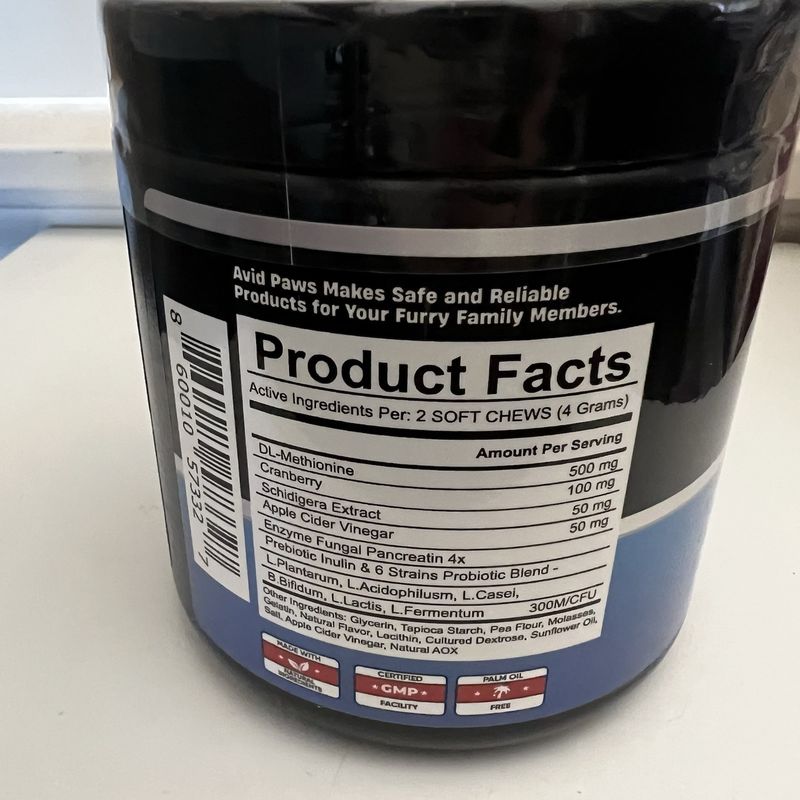 Avid Paws Makes Safe and Reliable
Products for Your Furry Family Members.
Product Facts
Active Ingredients Per: 2 SOFT CHEWS (4 Grams)
Amount Per Serving
DL-Methionine 500 mg
Cranberry 100 mg
Schidigera Extract 50 mg
Apple Cider Vinegar 50 mg
Enzyme Fungal Pancreatin 4x
Prebiotic Inulin & 6 Strains Probiotic Blend -
L.Plantarum, L.Acidophilusm, L.Casei,
B.Bifidum, L.Lactis, L.Fermentum 300M/CFU
Other Ingredients: Glycerin, Tapioca Starch, Pea Flour, Molasses,
Gelatin, Natural Flavor, Lecithin, Cultured Dextrose, Sunflower Oil,
Salt, Apple Cider Vinegar, Natural AOX
8 60010 57332 7
MADE WITH
NATURAL
INGREDIENTS
CERTIFIED
GMP
FACILITY
PALM OIL
FREE